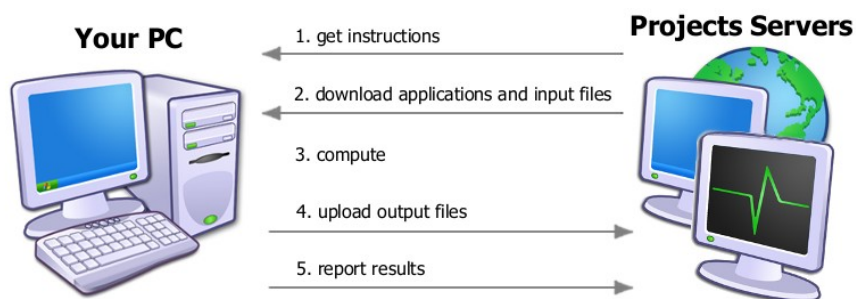 Your PC
Projects Servers
1. get instructions
2. download applications and input files
3. compute
4. upload output files
5. report results